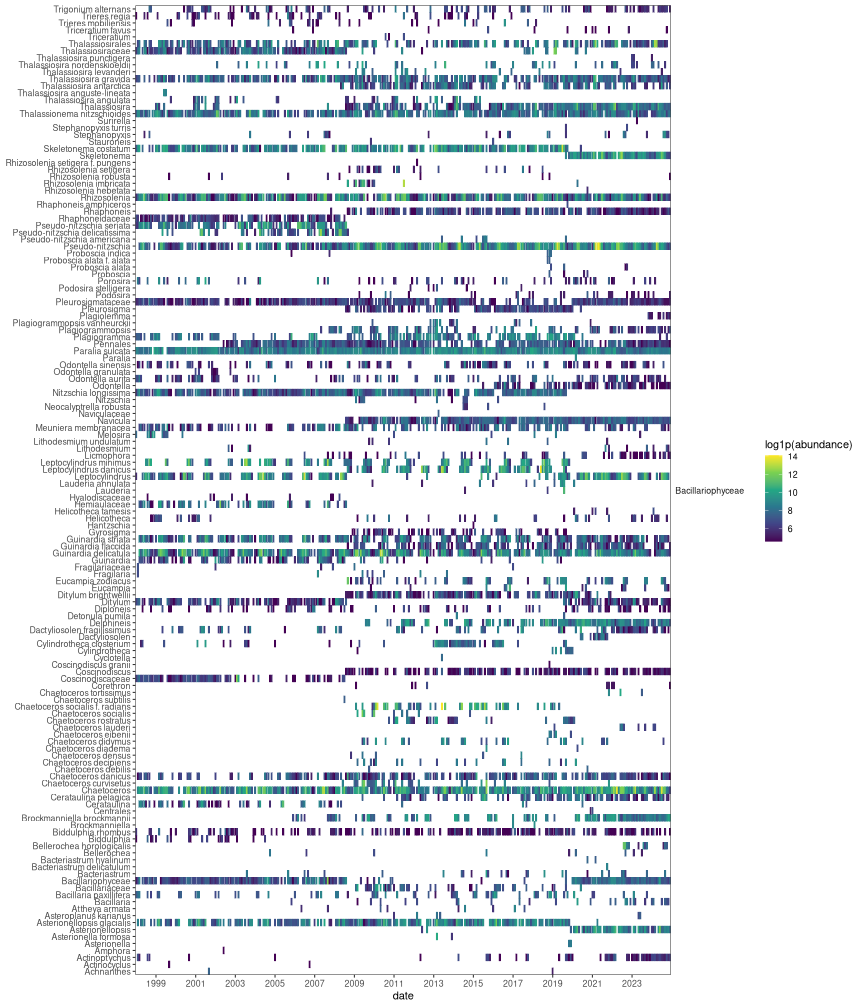 Trigonium alternans
Trieres regia
Trieres mobiliensis
Triceratium favus
Triceratium
Thalassiosirales
Thalassiosiraceae
Thalassiosira punctigera
Thalassiosira nordenskioeldii
Thalassiosira levanderi
Thalassiosira gravida
Thalassiosira antarctica
Thalassiosira anguste-lineata
Thalassiosira angulata
Thalassiosira
Thalassionema nitzschioides
Surirella
Stephanopyxis turris
Stephanopyxis
Stauroneis
Skeletonema costatum
Skeletonema
Rhizosolenia setigera f. pungens
Rhizosolenia setigera
Rhizosolenia robusta
Rhizosolenia imbricata
Rhizosolenia hebetata
Rhizosolenia
Rhaphoneis amphiceros
Rhaphoneis
Rhaphoneidaceae
Pseudo-nitzschia seriata
Pseudo-nitzschia delicatissima
Pseudo-nitzschia americana
Pseudo-nitzschia
Proboscia indica
Proboscia alata f. alata
Proboscia alata
Proboscia
Porosira
Podosira stelligera
Podosira
Pleurosigmataceae
Pleurosigma
Plagiolemma
Plagiogrammopsis vanheurckii
Plagiogrammopsis
Plagiogramma
Pennales
Paralia sulcata
Paralia
Odontella sinensis
Odontella granulata
Odontella aurita
Odontella
Nitzschia longissima
Nitzschia
Neocalyptrella robusta
Naviculaceae
Navicula
Meuniera membranacea
Melosira
Lithodesmium undulatum
Lithodesmium
Licmophora
Leptocylindrus minimus
Leptocylindrus danicus
Leptocylindrus
Lauderia annulata
Lauderia
Hyalodiscaceae
Hemiaulaceae
Helicotheca tamesis
Helicotheca
Hantzschia
Gyrosigma
Guinardia striata
Guinardia flaccida
Guinardia delicatula
Guinardia
Fragilariaceae
Fragilaria
Eucampia zodiacus
Eucampia
Ditylum brightwellii
Ditylum
Diploneis
Detonula pumila
Delphineis
Dactyliosolen fragilissimus
Dactyliosolen
Cylindrotheca closterium
Cylindrotheca
Cyclotella
Coscinodiscus granii
Coscinodiscus
Coscinodiscaceae
Corethron
Chaetoceros tortissimus
Chaetoceros subtilis
Chaetoceros socialis f. radians
Chaetoceros socialis
Chaetoceros rostratus
Chaetoceros lauderi
Chaetoceros eibenii
Chaetoceros didymus
Chaetoceros diadema
Chaetoceros densus
Chaetoceros decipiens
Chaetoceros debilis
Chaetoceros danicus
Chaetoceros curvisetus
Chaetoceros
Cerataulina pelagica
Cerataulina
Centrales
Brockmanniella brockmannii
Brockmanniella
Biddulphia rhombus
Biddulphia
Bellerochea horologicalis
Bellerochea
Bacteriastrum hyalinum
Bacteriastrum delicatulum
Bacteriastrum
Bacillariophyceae
Bacillariaceae
Bacillaria paxillifera
Bacillaria
Attheya armata
Asteroplanus karianus
Asterionellopsis glacialis
Asterionellopsis
Asterionella formosa
Asterionella
Amphora
Actinoptychus
Actinocyclus
Achnanthes
1999 2001 2003 2005 2007 2009 2011 2013 2015 2017 2019 2021 2023
date
Bacillariophyceae
log1p(abundance)
14
12
10
8
6